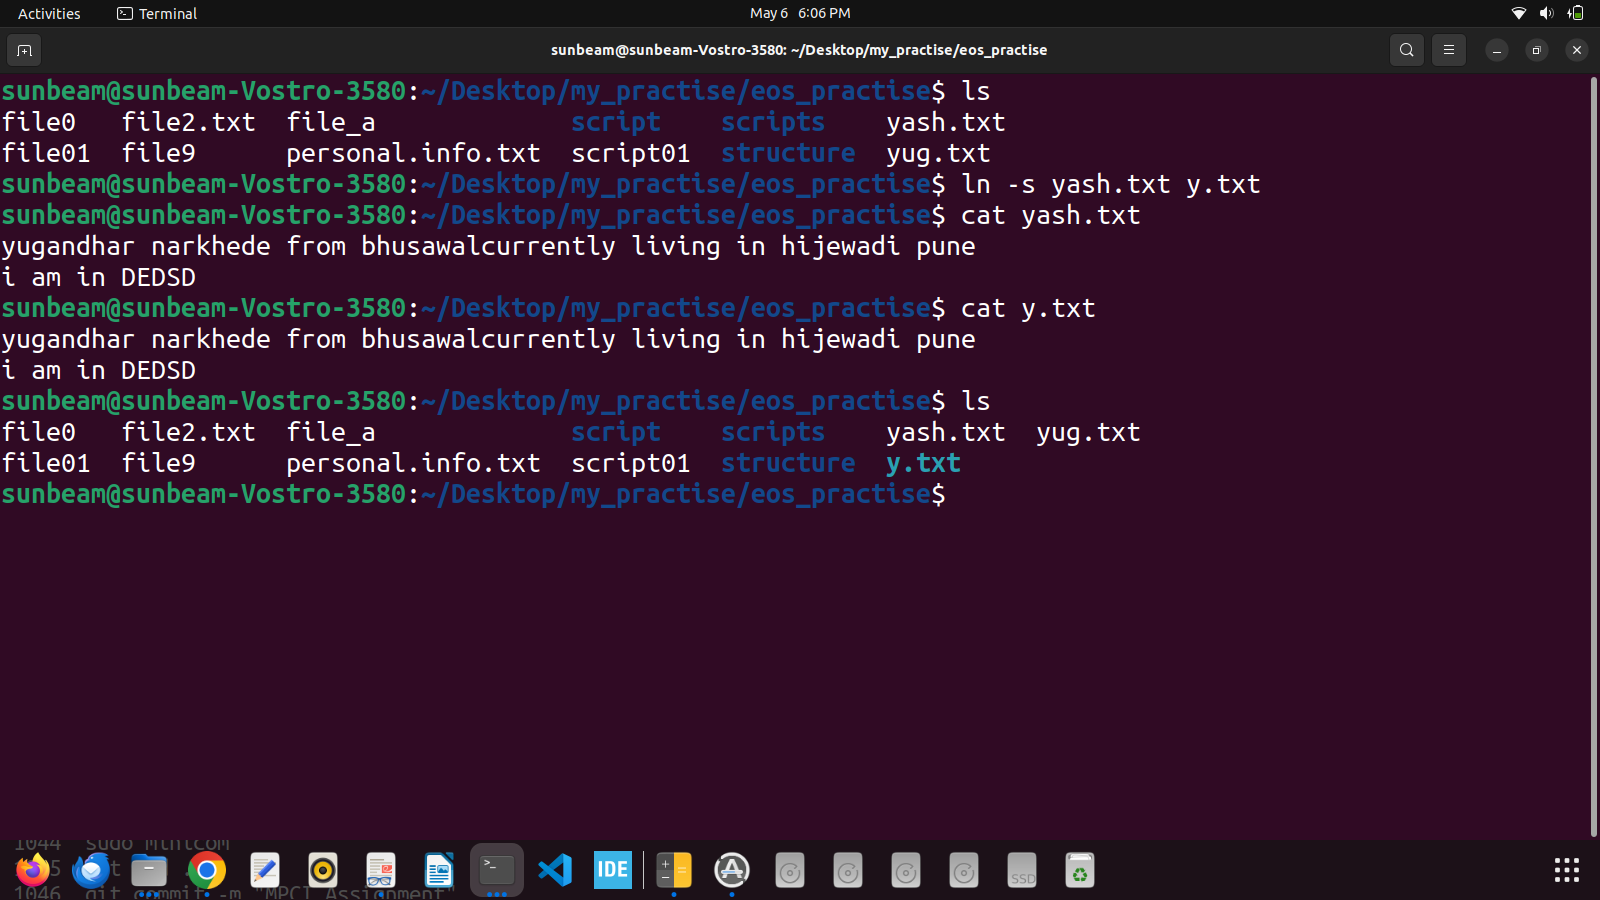 Activities Terminal May 6 6:06 PM
sunbeam@sunbeam-Vostro-3580: ~/Desktop/my_practise/eos_practise
sunbeam@sunbeam-Vostro-3580:~/Desktop/my_practise/eos_practise$ ls
file0 file2.txt file_a script scripts yash.txt
file01 file9 personal.info.txt script01 structure yug.txt
sunbeam@sunbeam-Vostro-3580:~/Desktop/my_practise/eos_practise$ ln -s yash.txt y.txt
sunbeam@sunbeam-Vostro-3580:~/Desktop/my_practise/eos_practise$ cat yash.txt
yugandhar narkhede from bhusawalcurrently living in hijewadi pune
i am in DEDSD
sunbeam@sunbeam-Vostro-3580:~/Desktop/my_practise/eos_practise$ cat y.txt
yugandhar narkhede from bhusawalcurrently living in hijewadi pune
i am in DEDSD
sunbeam@sunbeam-Vostro-3580:~/Desktop/my_practise/eos_practise$ ls
file0 file2.txt file_a script scripts yash.txt yug.txt
file01 file9 personal.info.txt script01 structure y.txt
sunbeam@sunbeam-Vostro-3580:~/Desktop/my_practise/eos_practise$
1044 sudo minicom
IDE SSD
1046 git commit -m "MPCI Assignment"